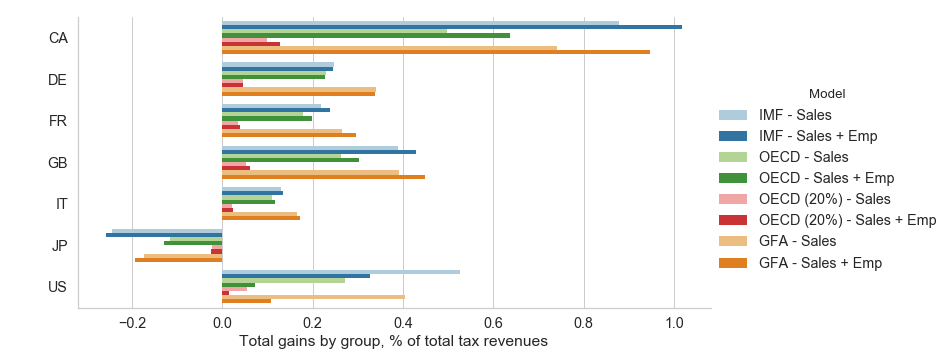 CA
DE
FR
GB
IT
JP
US
−0.2 0.0 0.2 0.4 0.6 0.8 1.0
Total gains by group, % of total tax revenues
Model
IMF - Sales
IMF - Sales + Emp
OECD - Sales
OECD - Sales + Emp
OECD (20%) - Sales
OECD (20%) - Sales + Emp
GFA - Sales
GFA - Sales + Emp